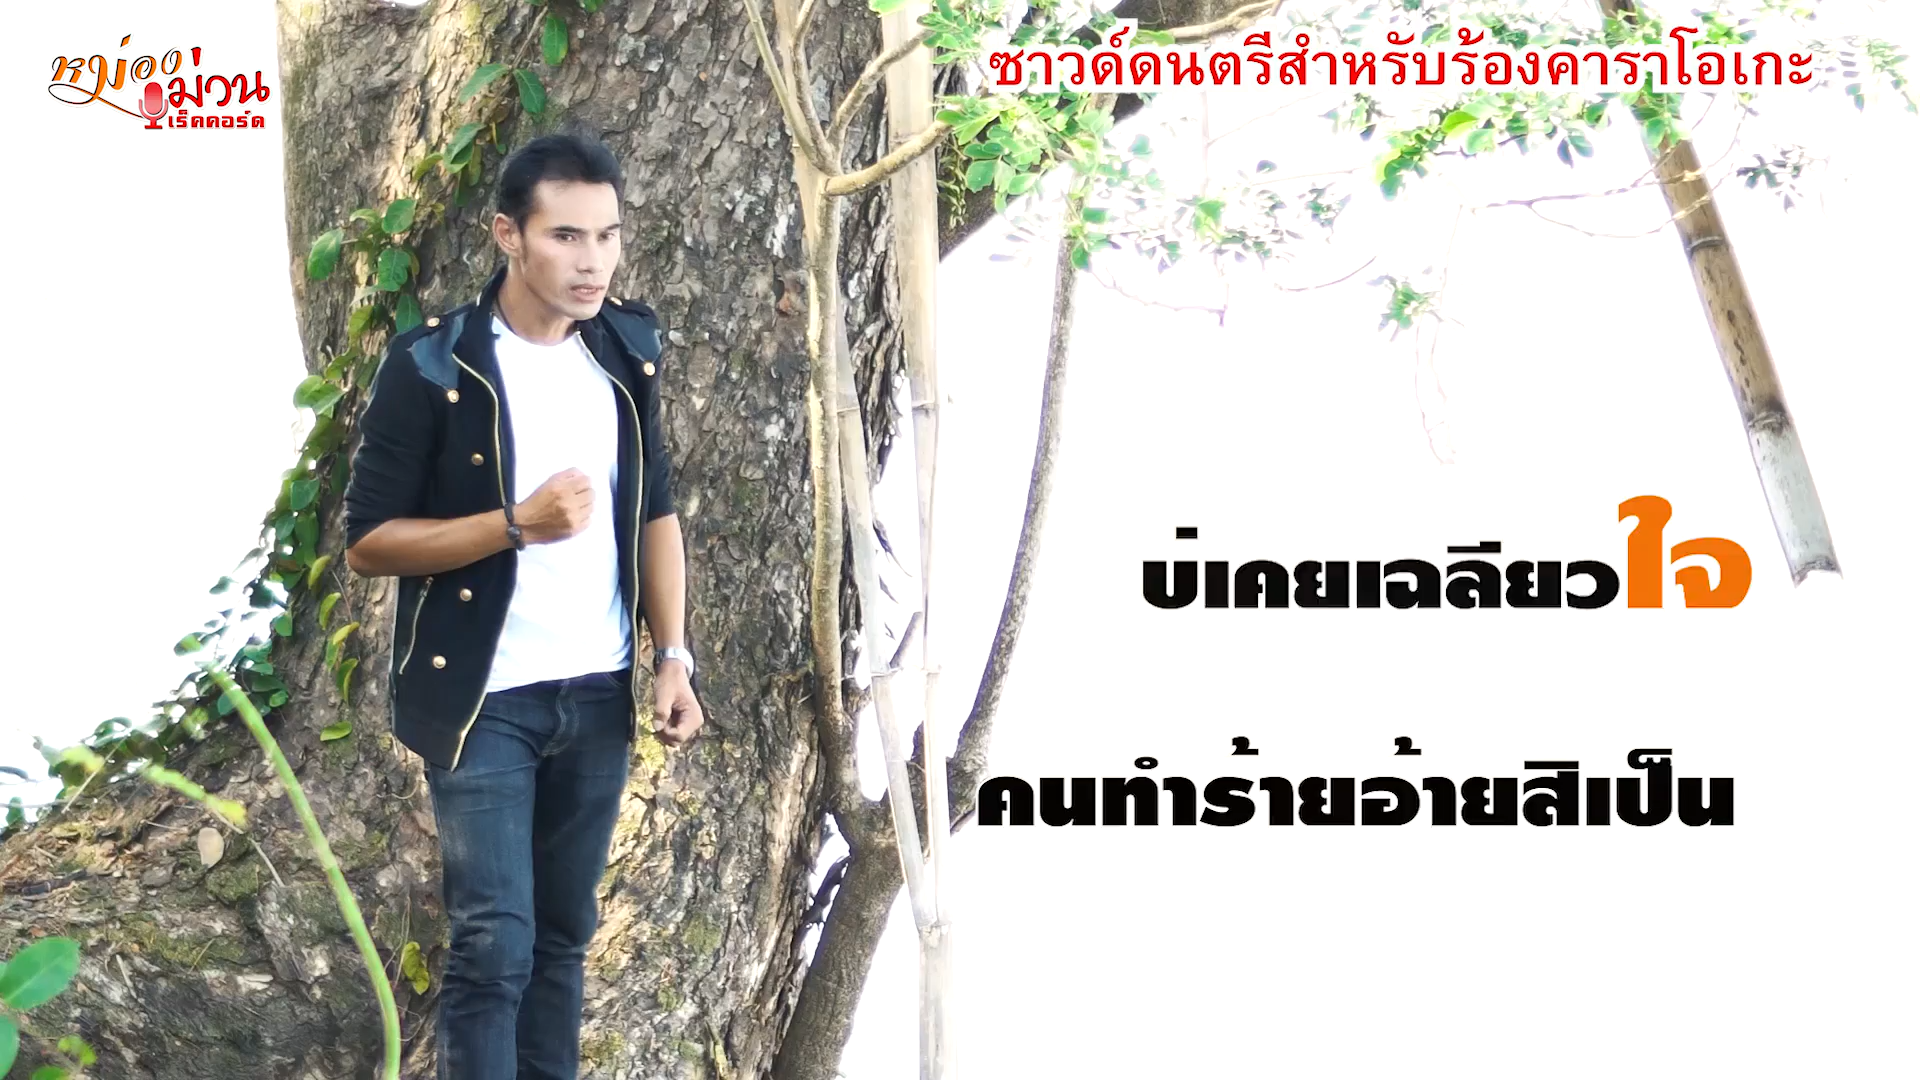 หม่อง
ม่วน
เร็คคอร์ด
ซาวด์ดนตรีสำหรับร้องคาราโอเกะ
บ่เคยเฉลียวใจ
คนทำร้ายอ้ายสิเป็น